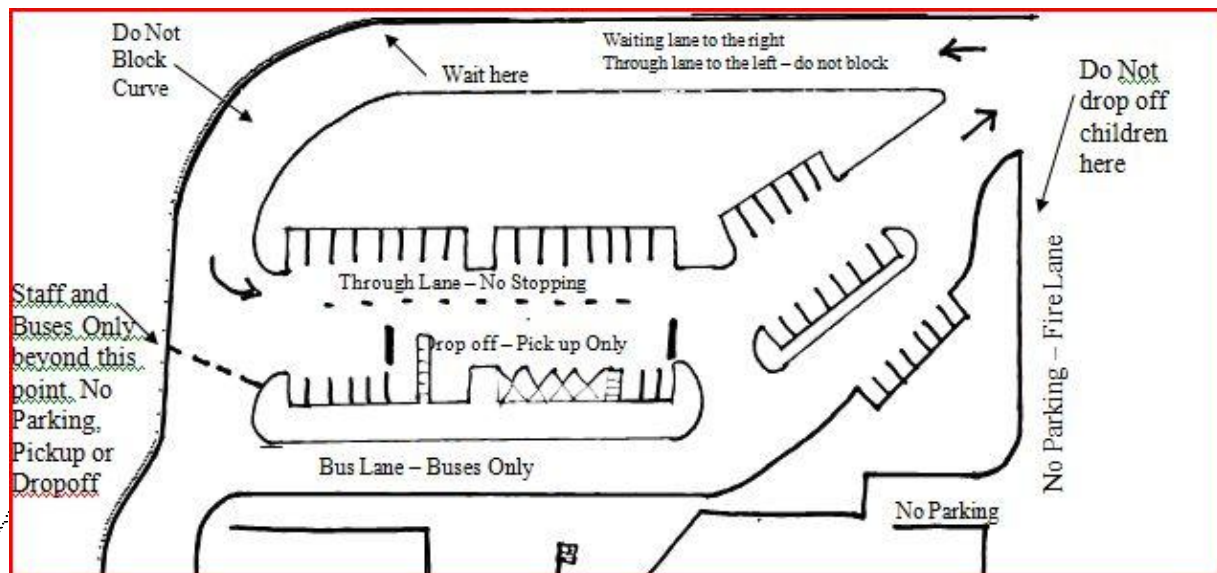 Do Not
Block
Curve
Wait here
Waiting lane to the right
Through lane to the left – do not block
Do Not
drop off
children
here
Through Lane – No Stopping
Staff and
Buses Only
beyond this
point. No
Parking,
Pickup or
Dropoff
Drop off – Pick up Only
Bus Lane – Buses Only
No Parking – Fire Lane
No Parking